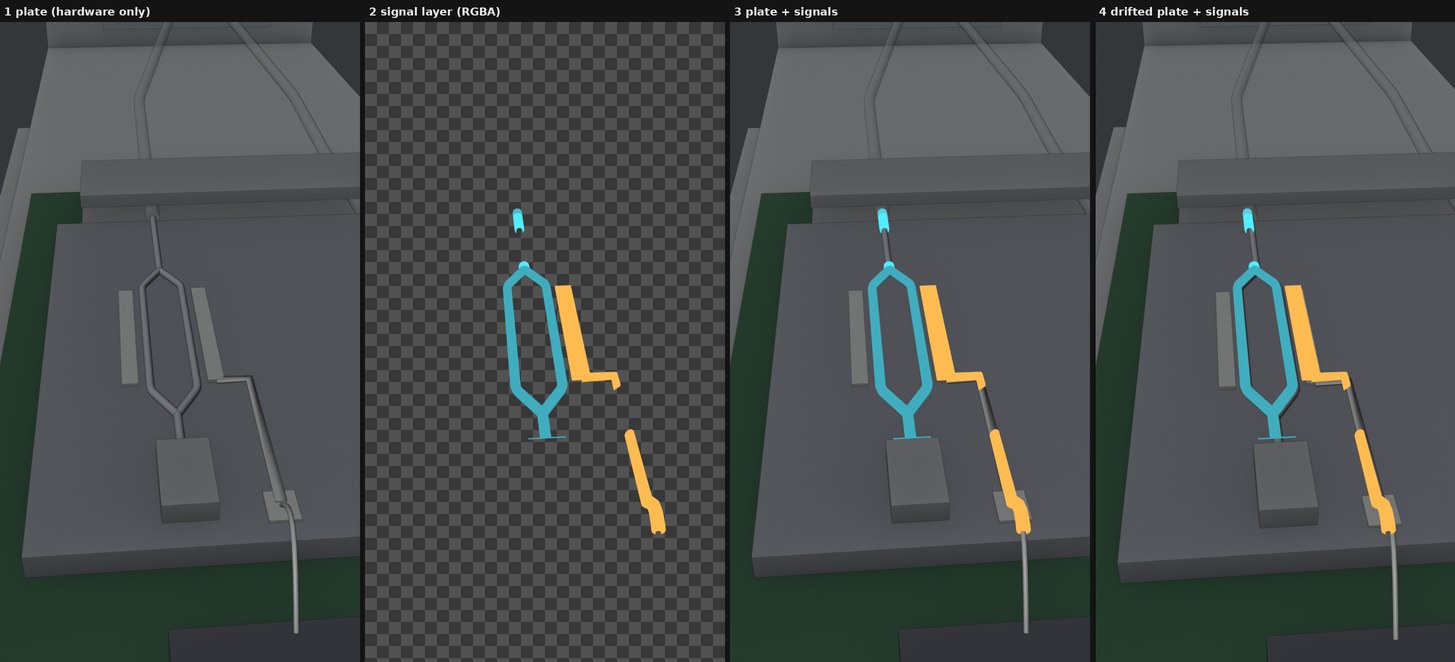 1 plate (hardware only)
2 signal layer (RGBA)
3 plate + signals
4 drifted plate + signals